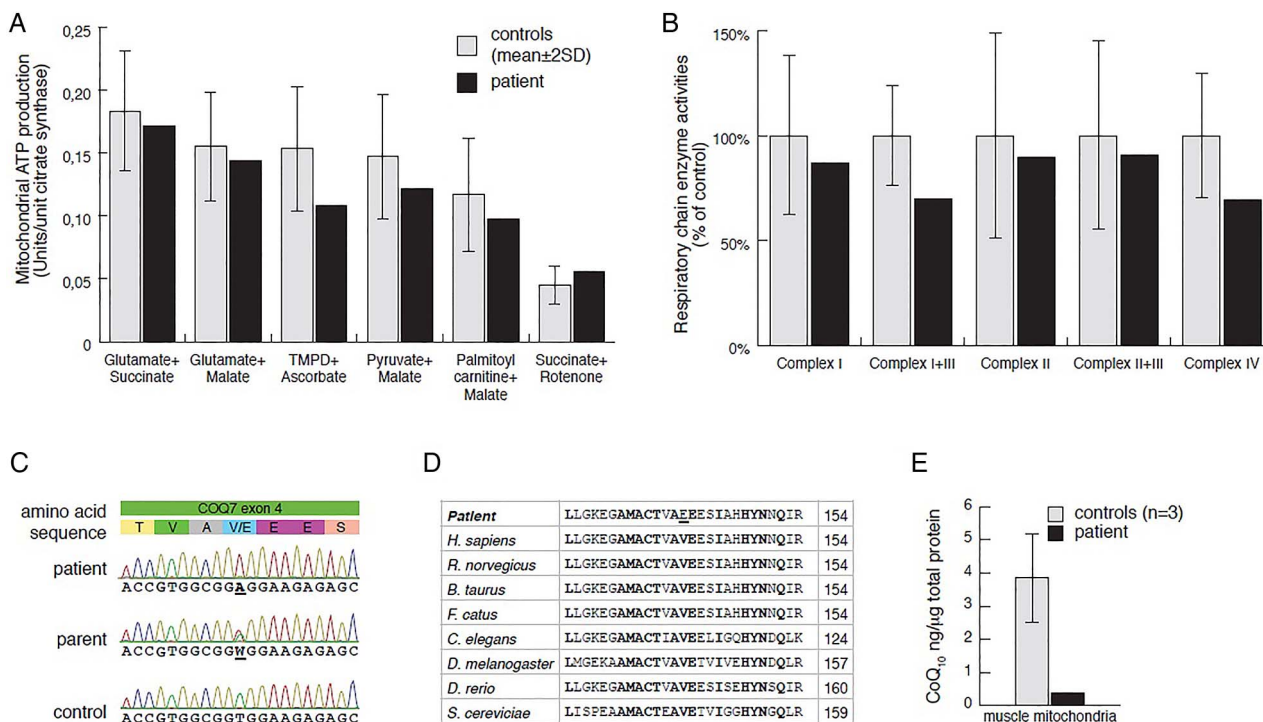 A
Mitochondrial ATP production
(Units/unit citrate synthase)
0,25
0,20
0,15
0,10
0,05
0
controls
(mean±2SD)
patient
Glutamate+
Succinate
Glutamate+
Malate
TMPD+
Ascorbate
Pyruvate+
Malate
Palmitoyl
carnitine+
Malate
Succinate+
Rotenone
B
Respiratory chain enzyme activities
(% of control)
150%
100%
50%
0%
Complex I
Complex I+III
Complex II
Complex II+III
Complex IV
C
COQ7 exon 4
amino acid
sequence
T V A V/E E E S
patient
ACCGTGGCGGAGGAAGAGAGC
parent
ACCGTGGCGGWGGAAGAGAGC
control
ACCGTGGCGGTGGAAGAGAGC
D
Patient LLGKEGAMACTVAEEESIAHHYNNQIR 154
H. sapiens LLGKEGAMACTVAVEESIAHHYNNQIR 154
R. norvegicus LLGKEGAMACTVAVEESIAHHYNNQIR 154
B. taurus LLGKEGAMACTVAVEESIAHHYNNQIR 154
F. catus LLGKEGAMACTVAVEESIAHHYNNQIR 154
C. elegans LLGKEGAMACTIAVEELIGQHYNDQLK 124
D. melanogaster LMGEKAAMACTVAVETVIVEHYNDQLR 157
D. rerio LLGKEGAMACTVAVEESISEHYNSQIR 160
S. cereviciae LISPEAAMACTEAVETVIGGHYNGQLR 159
E
CoQ10 ng/µg total protein
6
5
4
3
2
1
0
controls (n=3)
patient
muscle mitochondria